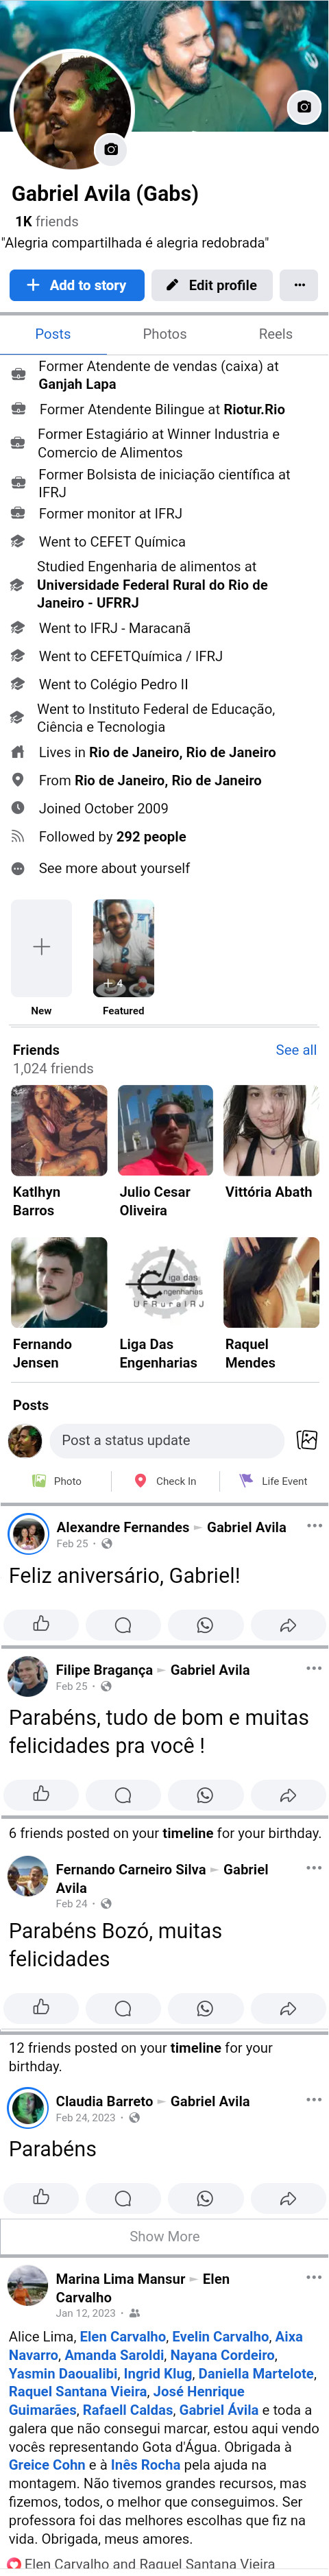 Gabriel Avila (Gabs)
1K friends
"Alegria compartilhada é alegria redobrada"
Add to story
Edit profile
Posts
Photos
Reels
Former Atendente de vendas (caixa) at
Ganjah Lapa
Former Atendente Bilingue at Riotur.Rio
Former Estagiário at Winner Industria e
Comercio de Alimentos
Former Bolsista de iniciação científica at
IFRJ
Former monitor at IFRJ
Went to CEFET Química
Studied Engenharia de alimentos at
Universidade Federal Rural do Rio de
Janeiro - UFRRJ
Went to IFRJ - Maracanã
Went to CEFETQuímica / IFRJ
Went to Colégio Pedro II
Went to Instituto Federal de Educação,
Ciência e Tecnologia
Lives in Rio de Janeiro, Rio de Janeiro
From Rio de Janeiro, Rio de Janeiro
Joined October 2009
Followed by 292 people
See more about yourself
+ 4
New
Featured
Friends
See all
1,024 friends
Katlhyn
Barros
Julio Cesar
Oliveira
Vittória Abath
iga das
ngenharias
UFRuralRJ
Fernando
Jensen
Liga Das
Engenharias
Raquel
Mendes
Posts
Post a status update
Photo
Check In
Life Event
Alexandre Fernandes ► Gabriel Avila
Feb 25 ·
Feliz aniversário, Gabriel!
Filipe Bragança ► Gabriel Avila
Feb 25 ·
Parabéns, tudo de bom e muitas
felicidades pra você !
6 friends posted on your timeline for your birthday.
Fernando Carneiro Silva ► Gabriel
Avila
Feb 24 ·
Parabéns Bozó, muitas
felicidades
12 friends posted on your timeline for your
birthday.
Claudia Barreto ► Gabriel Avila
Feb 24, 2023 ·
Parabéns
Show More
Marina Lima Mansur ► Elen
Carvalho
Jan 12, 2023 ·
Alice Lima, Elen Carvalho, Evelin Carvalho, Aixa
Navarro, Amanda Saroldi, Nayana Cordeiro,
Yasmin Daoualibi, Ingrid Klug, Daniella Martelote,
Raquel Santana Vieira, José Henrique
Guimarães, Rafaell Caldas, Gabriel Ávila e toda a
galera que não consegui marcar, estou aqui vendo
vocês representando Gota d'Água. Obrigada à
Greice Cohn e à Inês Rocha pela ajuda na
montagem. Não tivemos grandes recursos, mas
fizemos, todos, o melhor que conseguimos. Ser
professora foi das melhores escolhas que fiz na
vida. Obrigada, meus amores.
Elen Carvalho and Raquel Santana Vieira